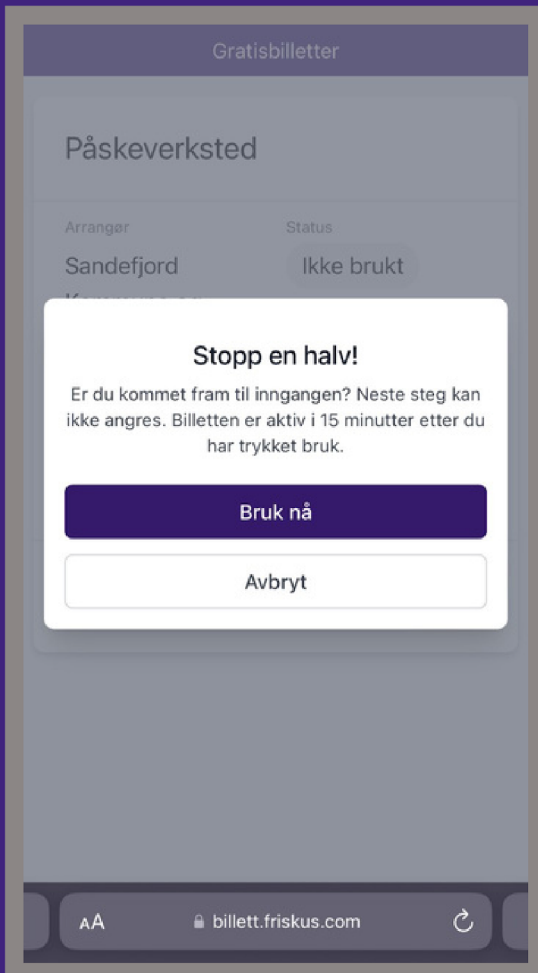 Gratisbilletter
Påskeverksted
Arrangør
Status
Sandefjord
Ikke brukt
Stopp en halv!
Er du kommet fram til inngangen? Neste steg kan
ikke angres. Billetten er aktiv i 15 minutter etter du
har trykket bruk.
Bruk nå
Avbryt
AA
billett.friskus.com